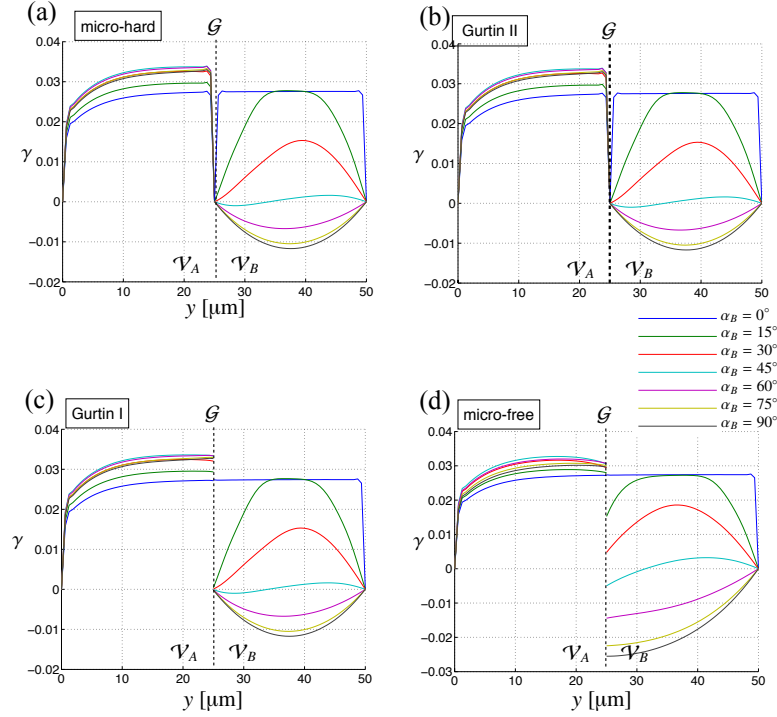 (a)
micro-hard
𝒢
0.04
0.03
0.02
0.01
0
−0.01
−0.02
γ
𝒱A
𝒱B
0
10
20
30
40
50
y [μm]
(b)
Gurtin II
𝒢
0.04
0.03
0.02
0.01
0
−0.01
−0.02
γ
𝒱A
𝒱B
0
10
20
30
40
50
y [μm]
αB = 0°
αB = 15°
αB = 30°
αB = 45°
αB = 60°
αB = 75°
αB = 90°
(c)
Gurtin I
𝒢
0.04
0.03
0.02
0.01
0
−0.01
−0.02
γ
𝒱A
𝒱B
0
10
20
30
40
50
y [μm]
(d)
micro-free
𝒢
0.04
0.03
0.02
0.01
0
−0.01
−0.02
−0.03
γ
𝒱A
𝒱B
0
10
20
30
40
50
y [μm]